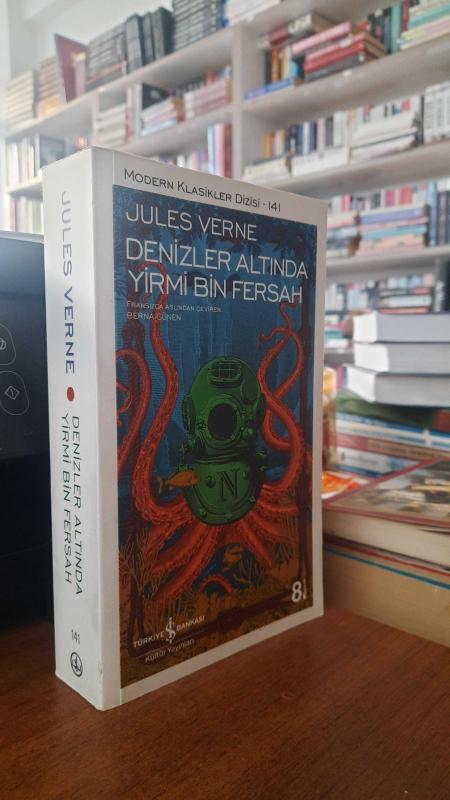 MODERN KLASİKLER DİZİSİ - 141
JULES VERNE
DENİZLER ALTINDA
YİRMİ BİN FERSAH
FRANSIZCA ASLINDAN ÇEVİREN:
BERNA GÜNEN
N
8.
TÜRKİYE İŞ BANKASI
Kültür Yayınları
JULES VERNE
DENİZLER ALTINDA
YİRMİ BİN FERSAH
141